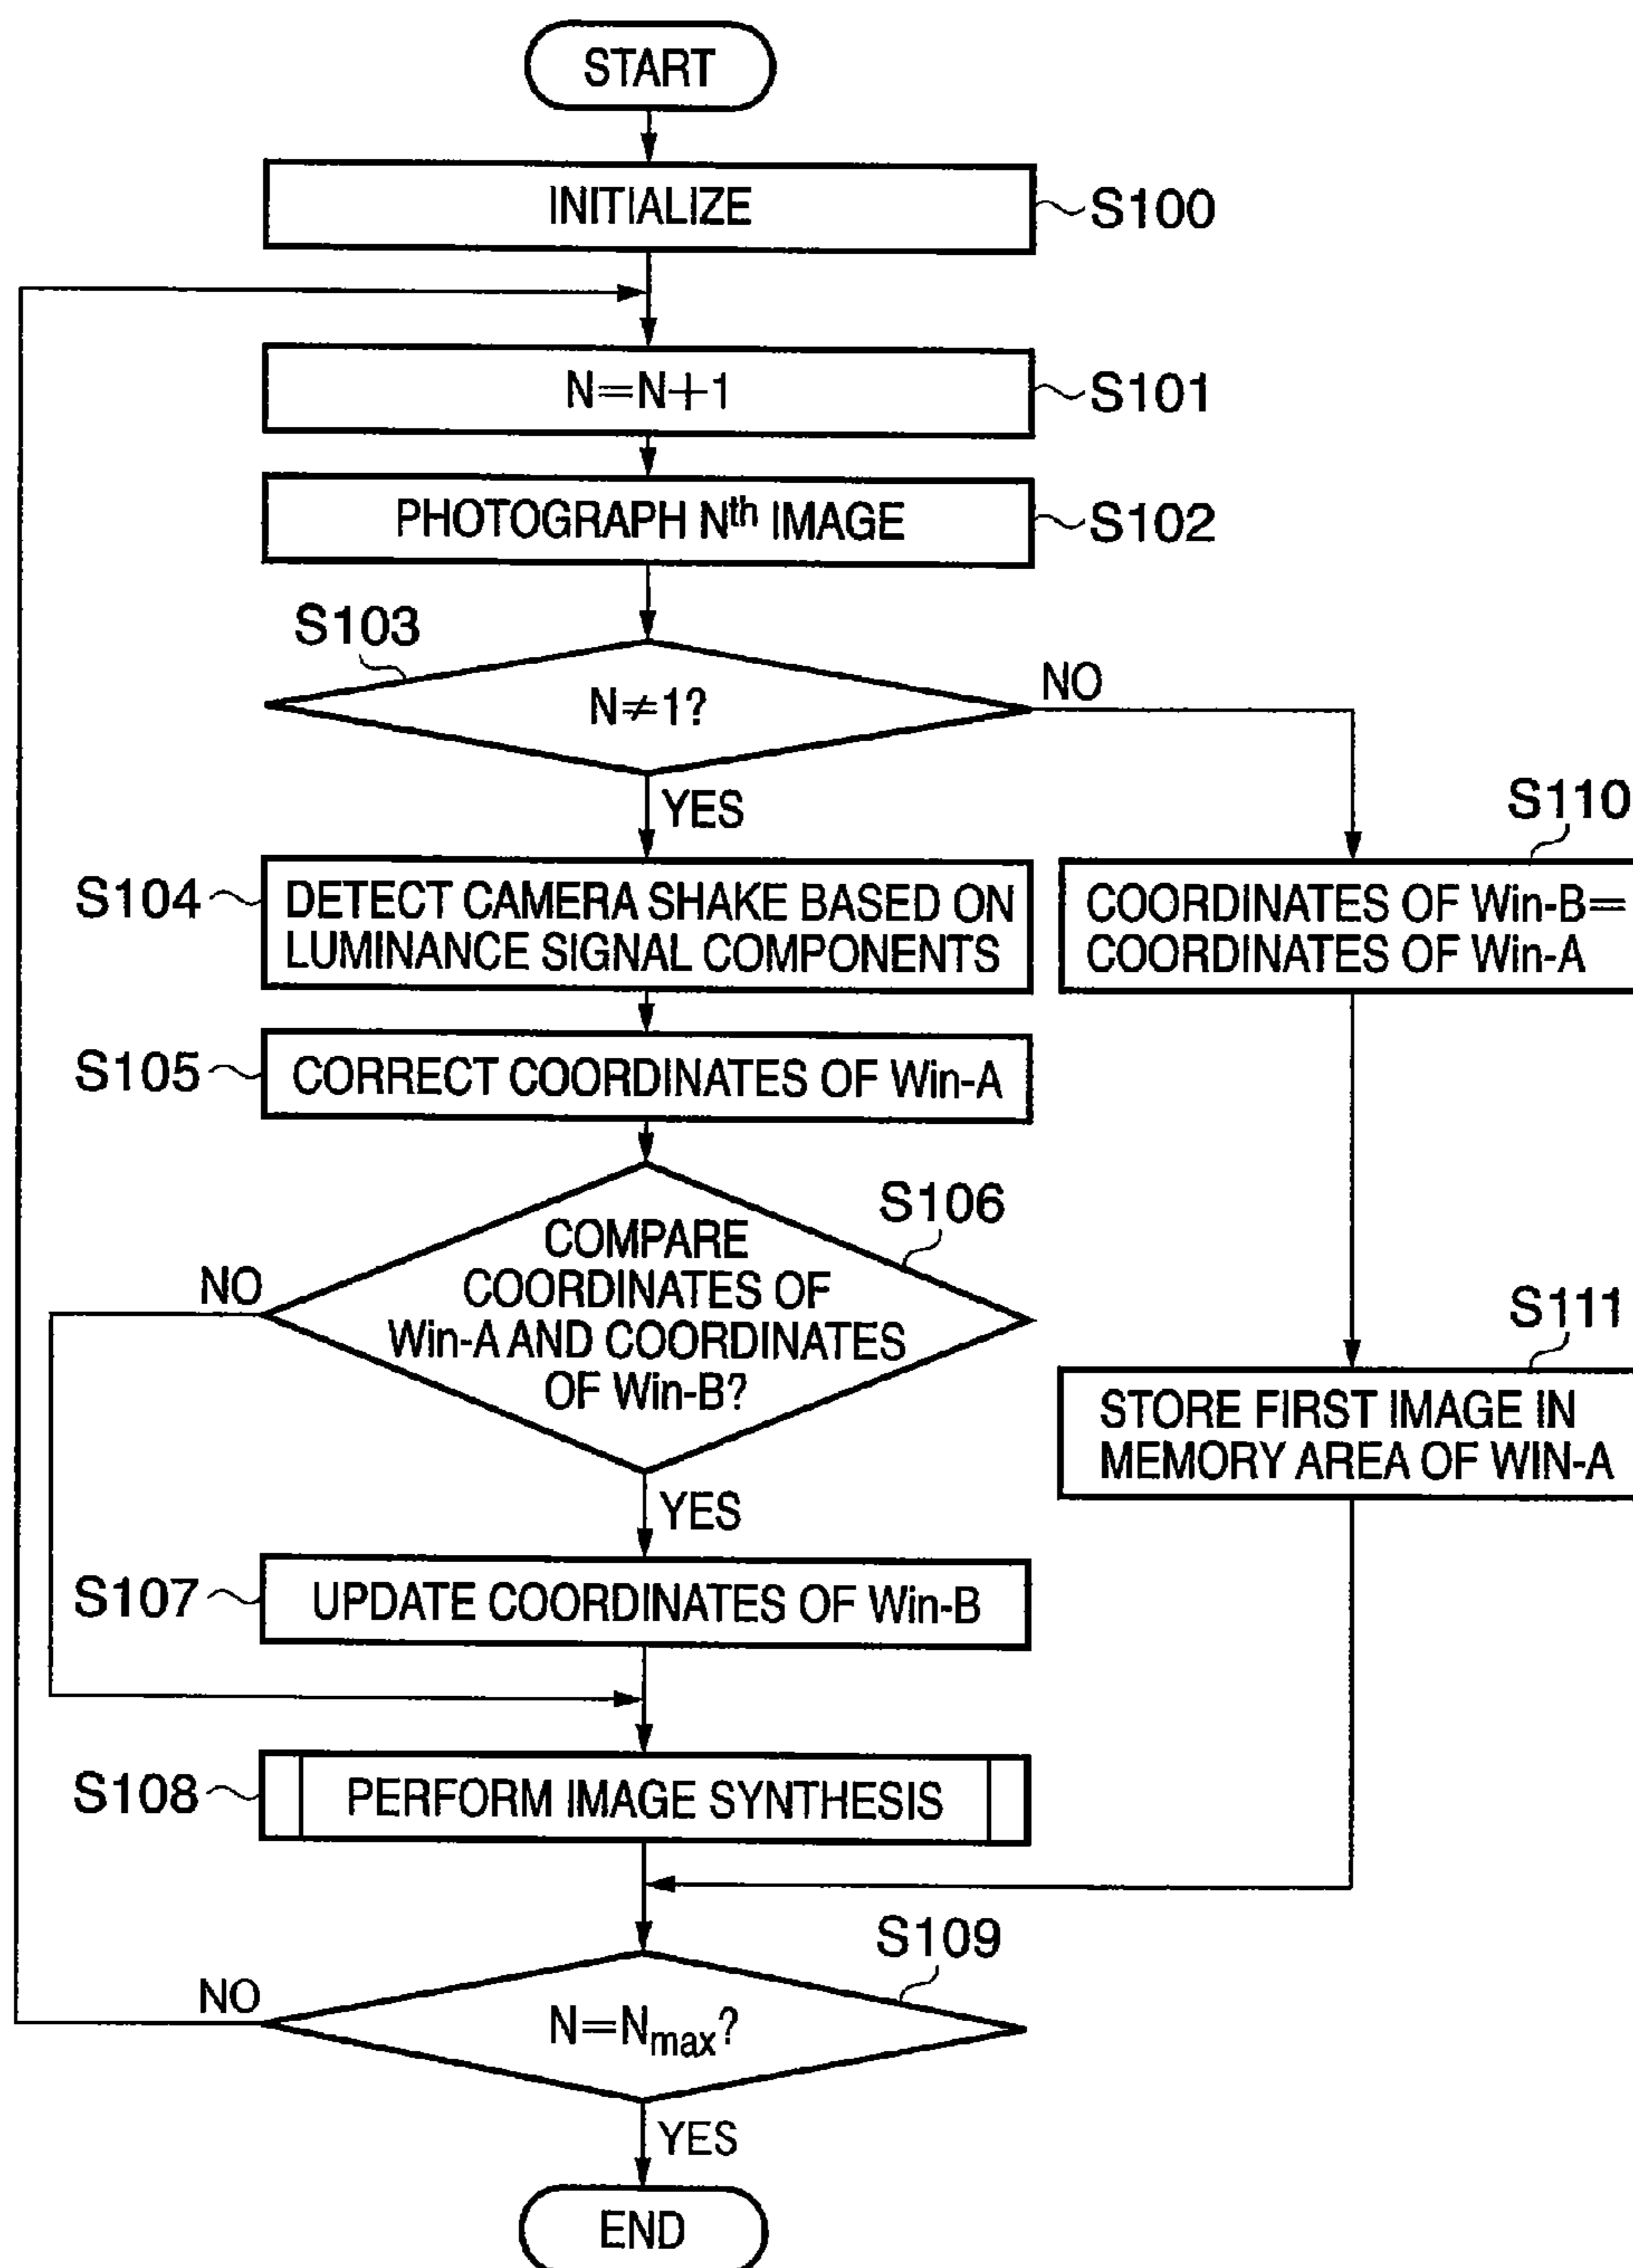 START
INITIALIZE
S100
N=N+1
S101
PHOTOGRAPH Nth IMAGE
S102
S103
N≠1?
NO
YES
S110
S104
DETECT CAMERA SHAKE BASED ON
LUMINANCE SIGNAL COMPONENTS
COORDINATES OF Win-B=
COORDINATES OF Win-A
S105
CORRECT COORDINATES OF Win-A
S106
COMPARE
COORDINATES OF
Win-A AND COORDINATES
OF Win-B?
NO
YES
S111
STORE FIRST IMAGE IN
MEMORY AREA OF WIN-A
S107
UPDATE COORDINATES OF Win-B
S108
PERFORM IMAGE SYNTHESIS
S109
N=Nmax?
NO
YES
END